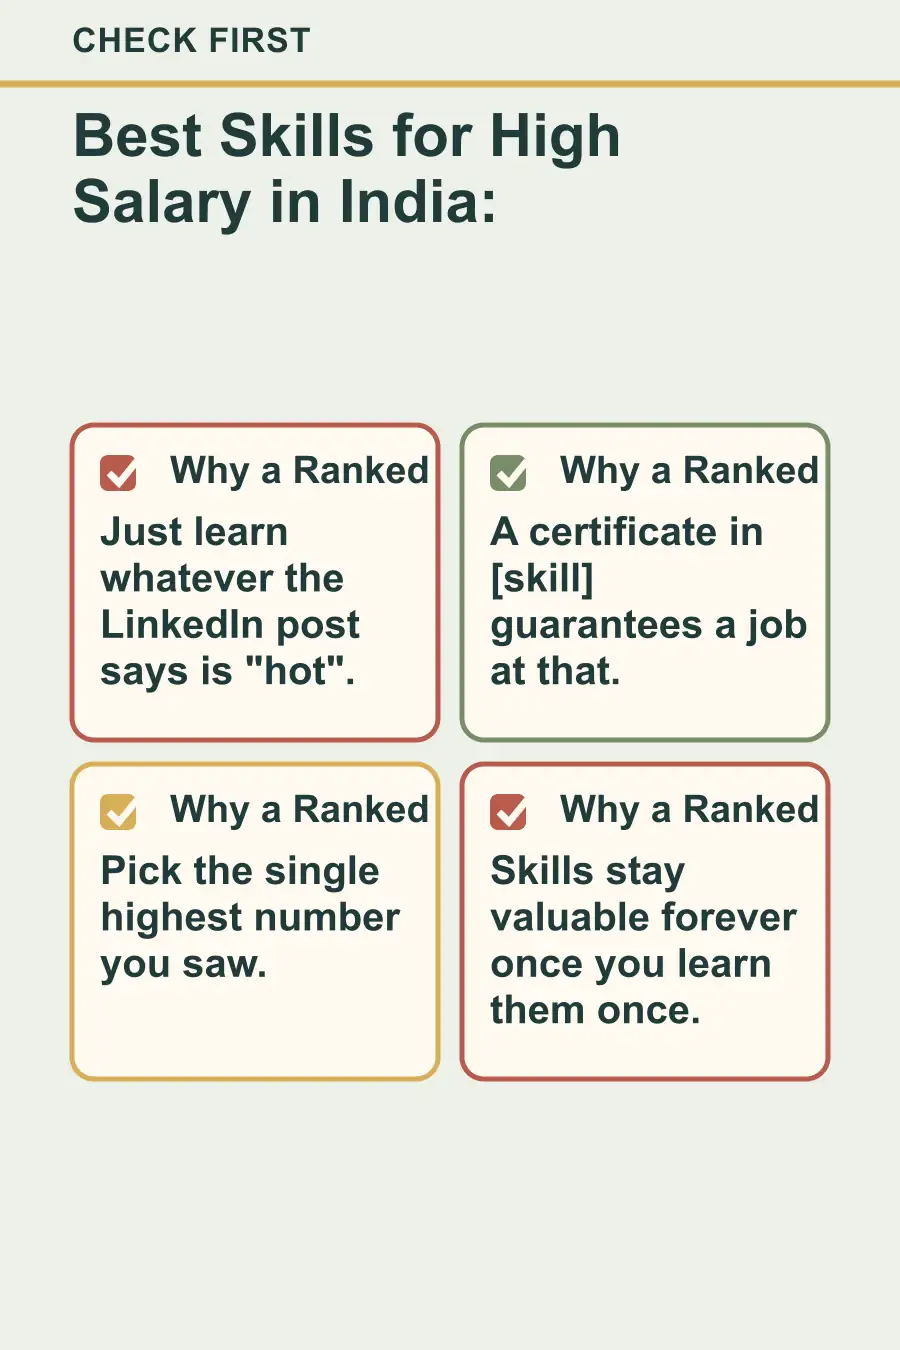 CHECK FIRST
Best Skills for High
Salary in India:
Why a Ranked
Just learn
whatever the
LinkedIn post
says is "hot".
Why a Ranked
A certificate in
[skill]
guarantees a job
at that.
Why a Ranked
Pick the single
highest number
you saw.
Why a Ranked
Skills stay
valuable forever
once you learn
them once.